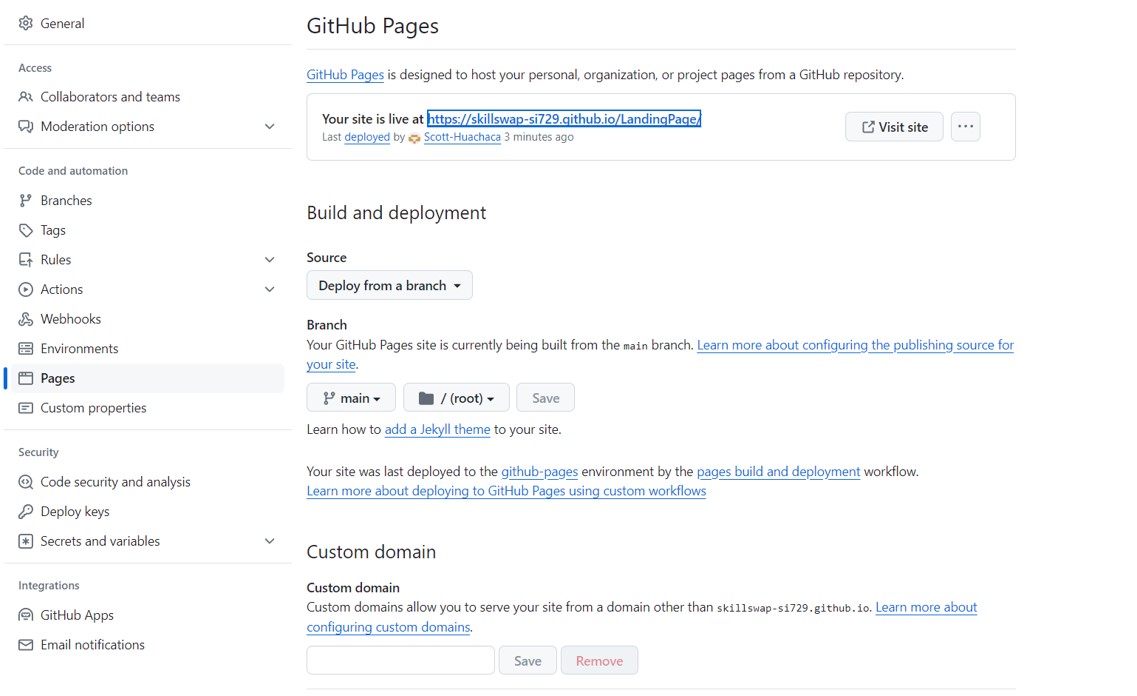 General
Access
Collaborators and teams
Moderation options
Code and automation
Branches
Tags
Rules
Actions
Webhooks
Environments
Pages
Custom properties
Security
Code security and analysis
Deploy keys
Secrets and variables
Integrations
GitHub Apps
Email notifications
GitHub Pages
GitHub Pages is designed to host your personal, organization, or project pages from a GitHub repository.
Your site is live at https://skillswap-si729.github.io/LandingPage/
Last deployed by Scott-Huachaca 3 minutes ago
Visit site
Build and deployment
Source
Deploy from a branch
Branch
Your GitHub Pages site is currently being built from the main branch. Learn more about configuring the publishing source for
your site.
main / (root) Save
Learn how to add a Jekyll theme to your site.
Your site was last deployed to the github-pages environment by the pages build and deployment workflow.
Learn more about deploying to GitHub Pages using custom workflows
Custom domain
Custom domain
Custom domains allow you to serve your site from a domain other than skillswap-si729.github.io. Learn more about
configuring custom domains.
Save Remove